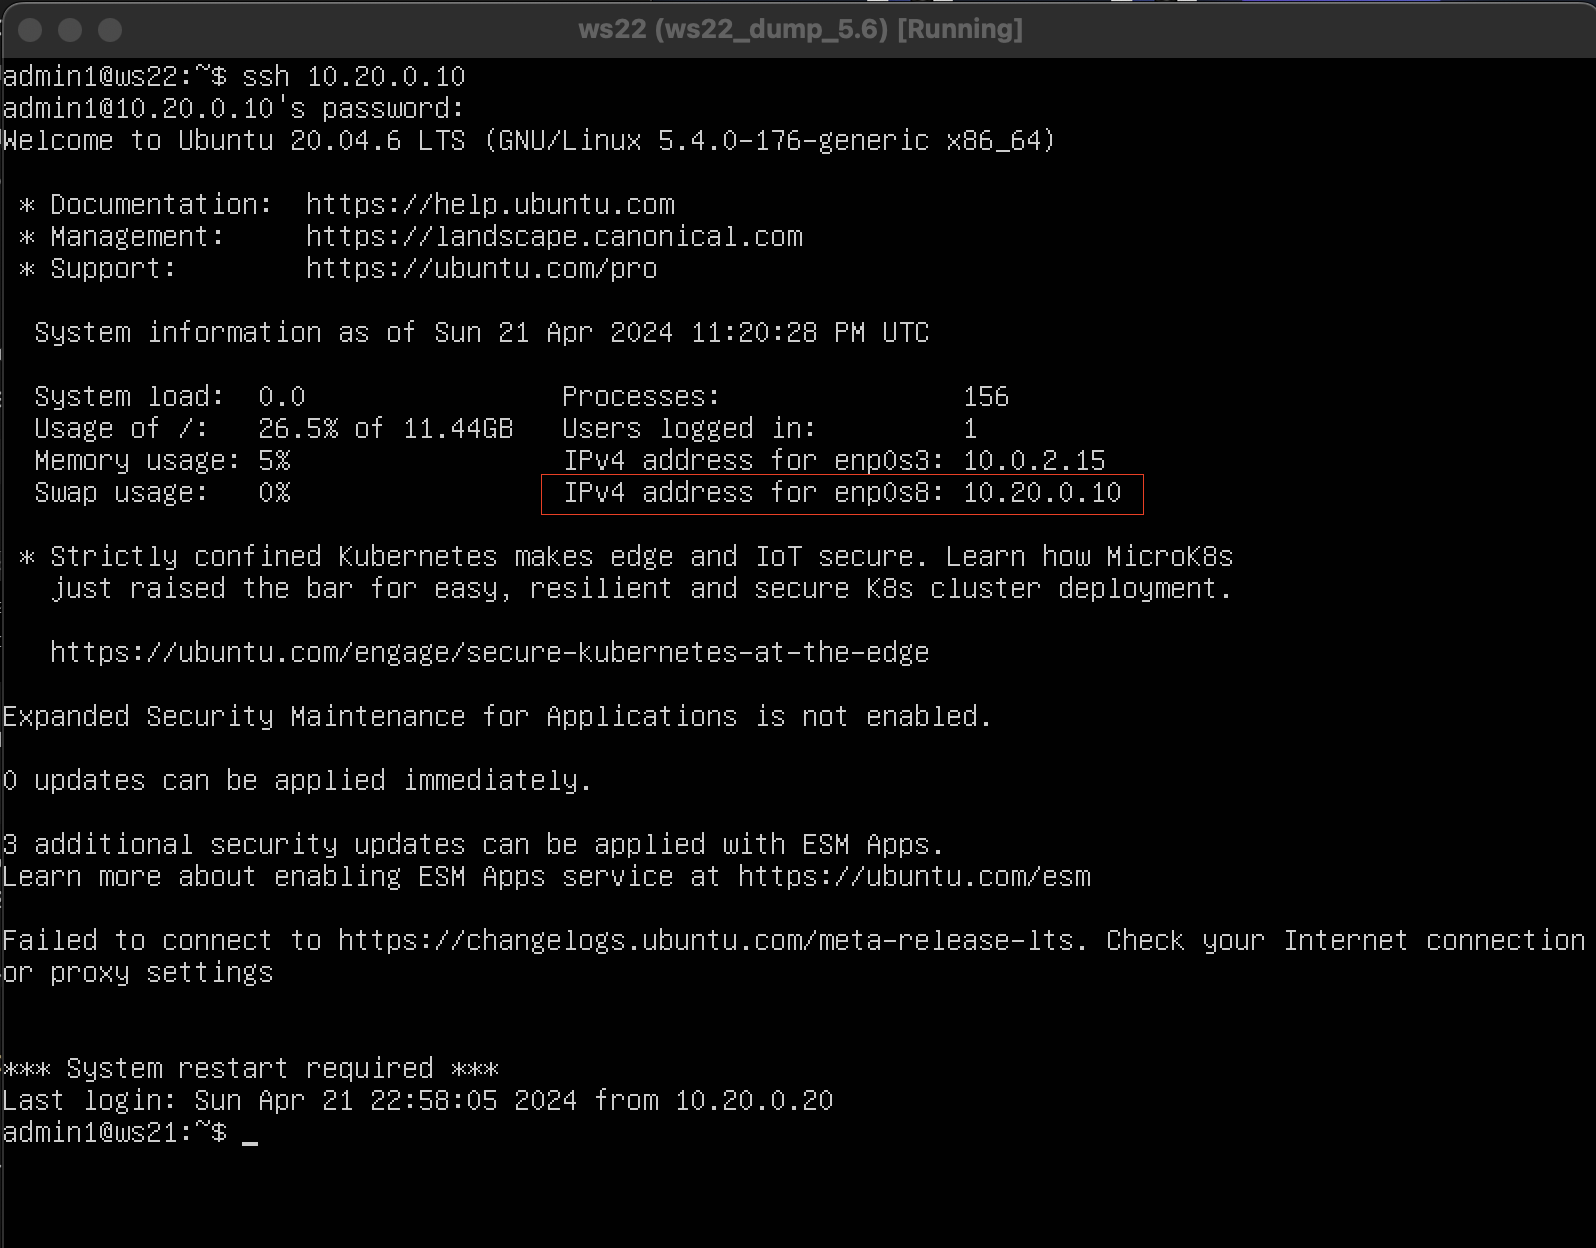 ws22 (ws22_dump_5.6) [Running]
admin1@ws22:~$ ssh 10.20.0.10
admin1@10.20.0.10's password:
Welcome to Ubuntu 20.04.6 LTS (GNU/Linux 5.4.0-176-generic x86_64)
* Documentation:  https://help.ubuntu.com
* Management:     https://landscape.canonical.com
* Support:        https://ubuntu.com/pro
System information as of Sun 21 Apr 2024 11:20:28 PM UTC
System load:  0.0                Processes:               156
Usage of /:   26.5% of 11.44GB   Users logged in:         1
Memory usage: 5%                 IPv4 address for enp0s3: 10.0.2.15
Swap usage:   0%                 IPv4 address for enp0s8: 10.20.0.10
* Strictly confined Kubernetes makes edge and IoT secure. Learn how MicroK8s
just raised the bar for easy, resilient and secure K8s cluster deployment.
https://ubuntu.com/engage/secure-kubernetes-at-the-edge
Expanded Security Maintenance for Applications is not enabled.
0 updates can be applied immediately.
3 additional security updates can be applied with ESM Apps.
Learn more about enabling ESM Apps service at https://ubuntu.com/esm
Failed to connect to https://changelogs.ubuntu.com/meta-release-lts. Check your Internet connection
or proxy settings
*** System restart required ***
Last login: Sun Apr 21 22:58:05 2024 from 10.20.0.20
admin1@ws21:~$ _